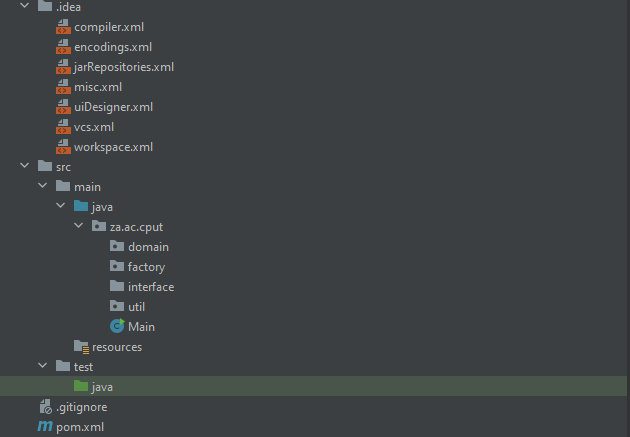 .idea
compiler.xml
encodings.xml
jarRepositories.xml
misc.xml
uiDesigner.xml
vcs.xml
workspace.xml
src
main
java
za.ac.cput
domain
factory
interface
util
Main
resources
test
java
.gitignore
pom.xml